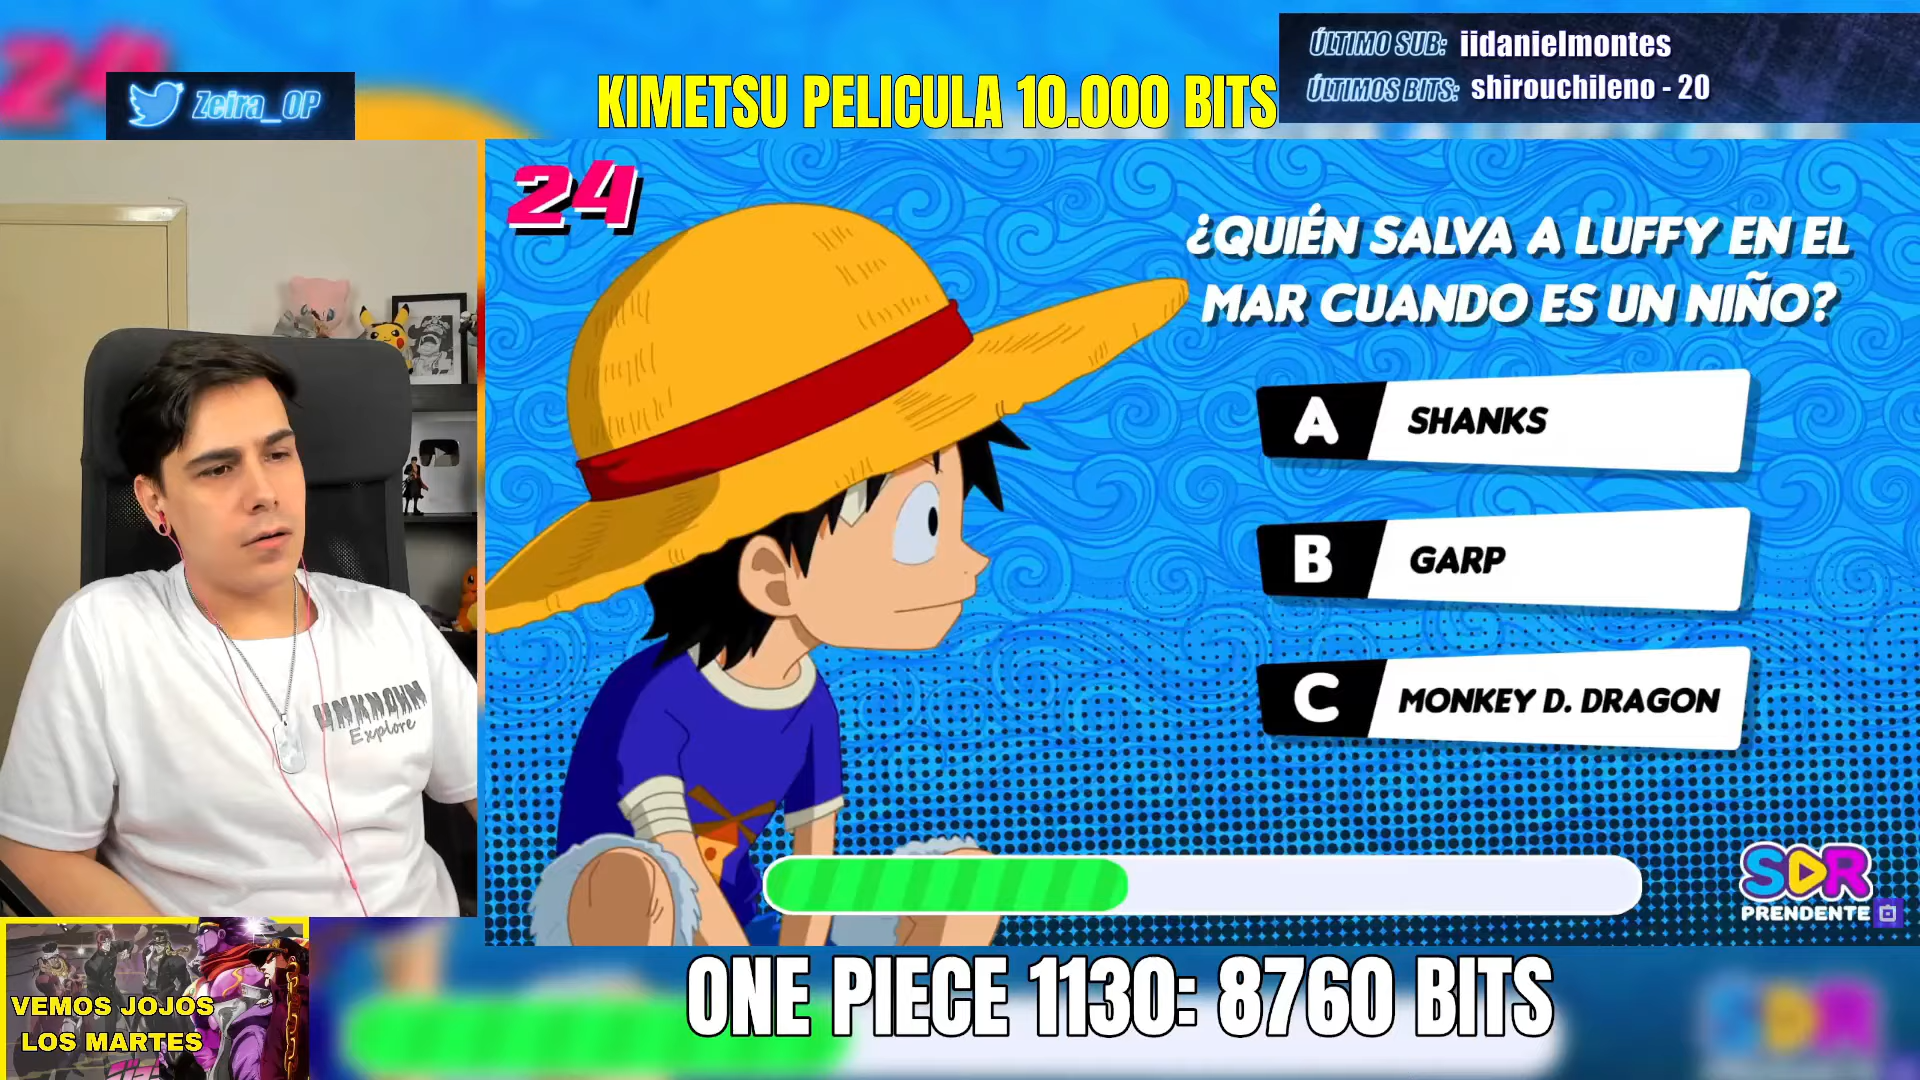 24
Zeira_OP
KIMETSU PELICULA 10.000 BITS
ÚLTIMO SUB: iidanielmontes
ÚLTIMOS BITS: shirouchileno - 20
24
¿QUIÉN SALVA A LUFFY EN EL
MAR CUANDO ES UN NIÑO?
A SHANKS
B GARP
C MONKEY D. DRAGON
UNKNOWN
Explore
SOR
PRENDENTE
VEMOS JOJOS
LOS MARTES
ONE PIECE 1130: 8760 BITS